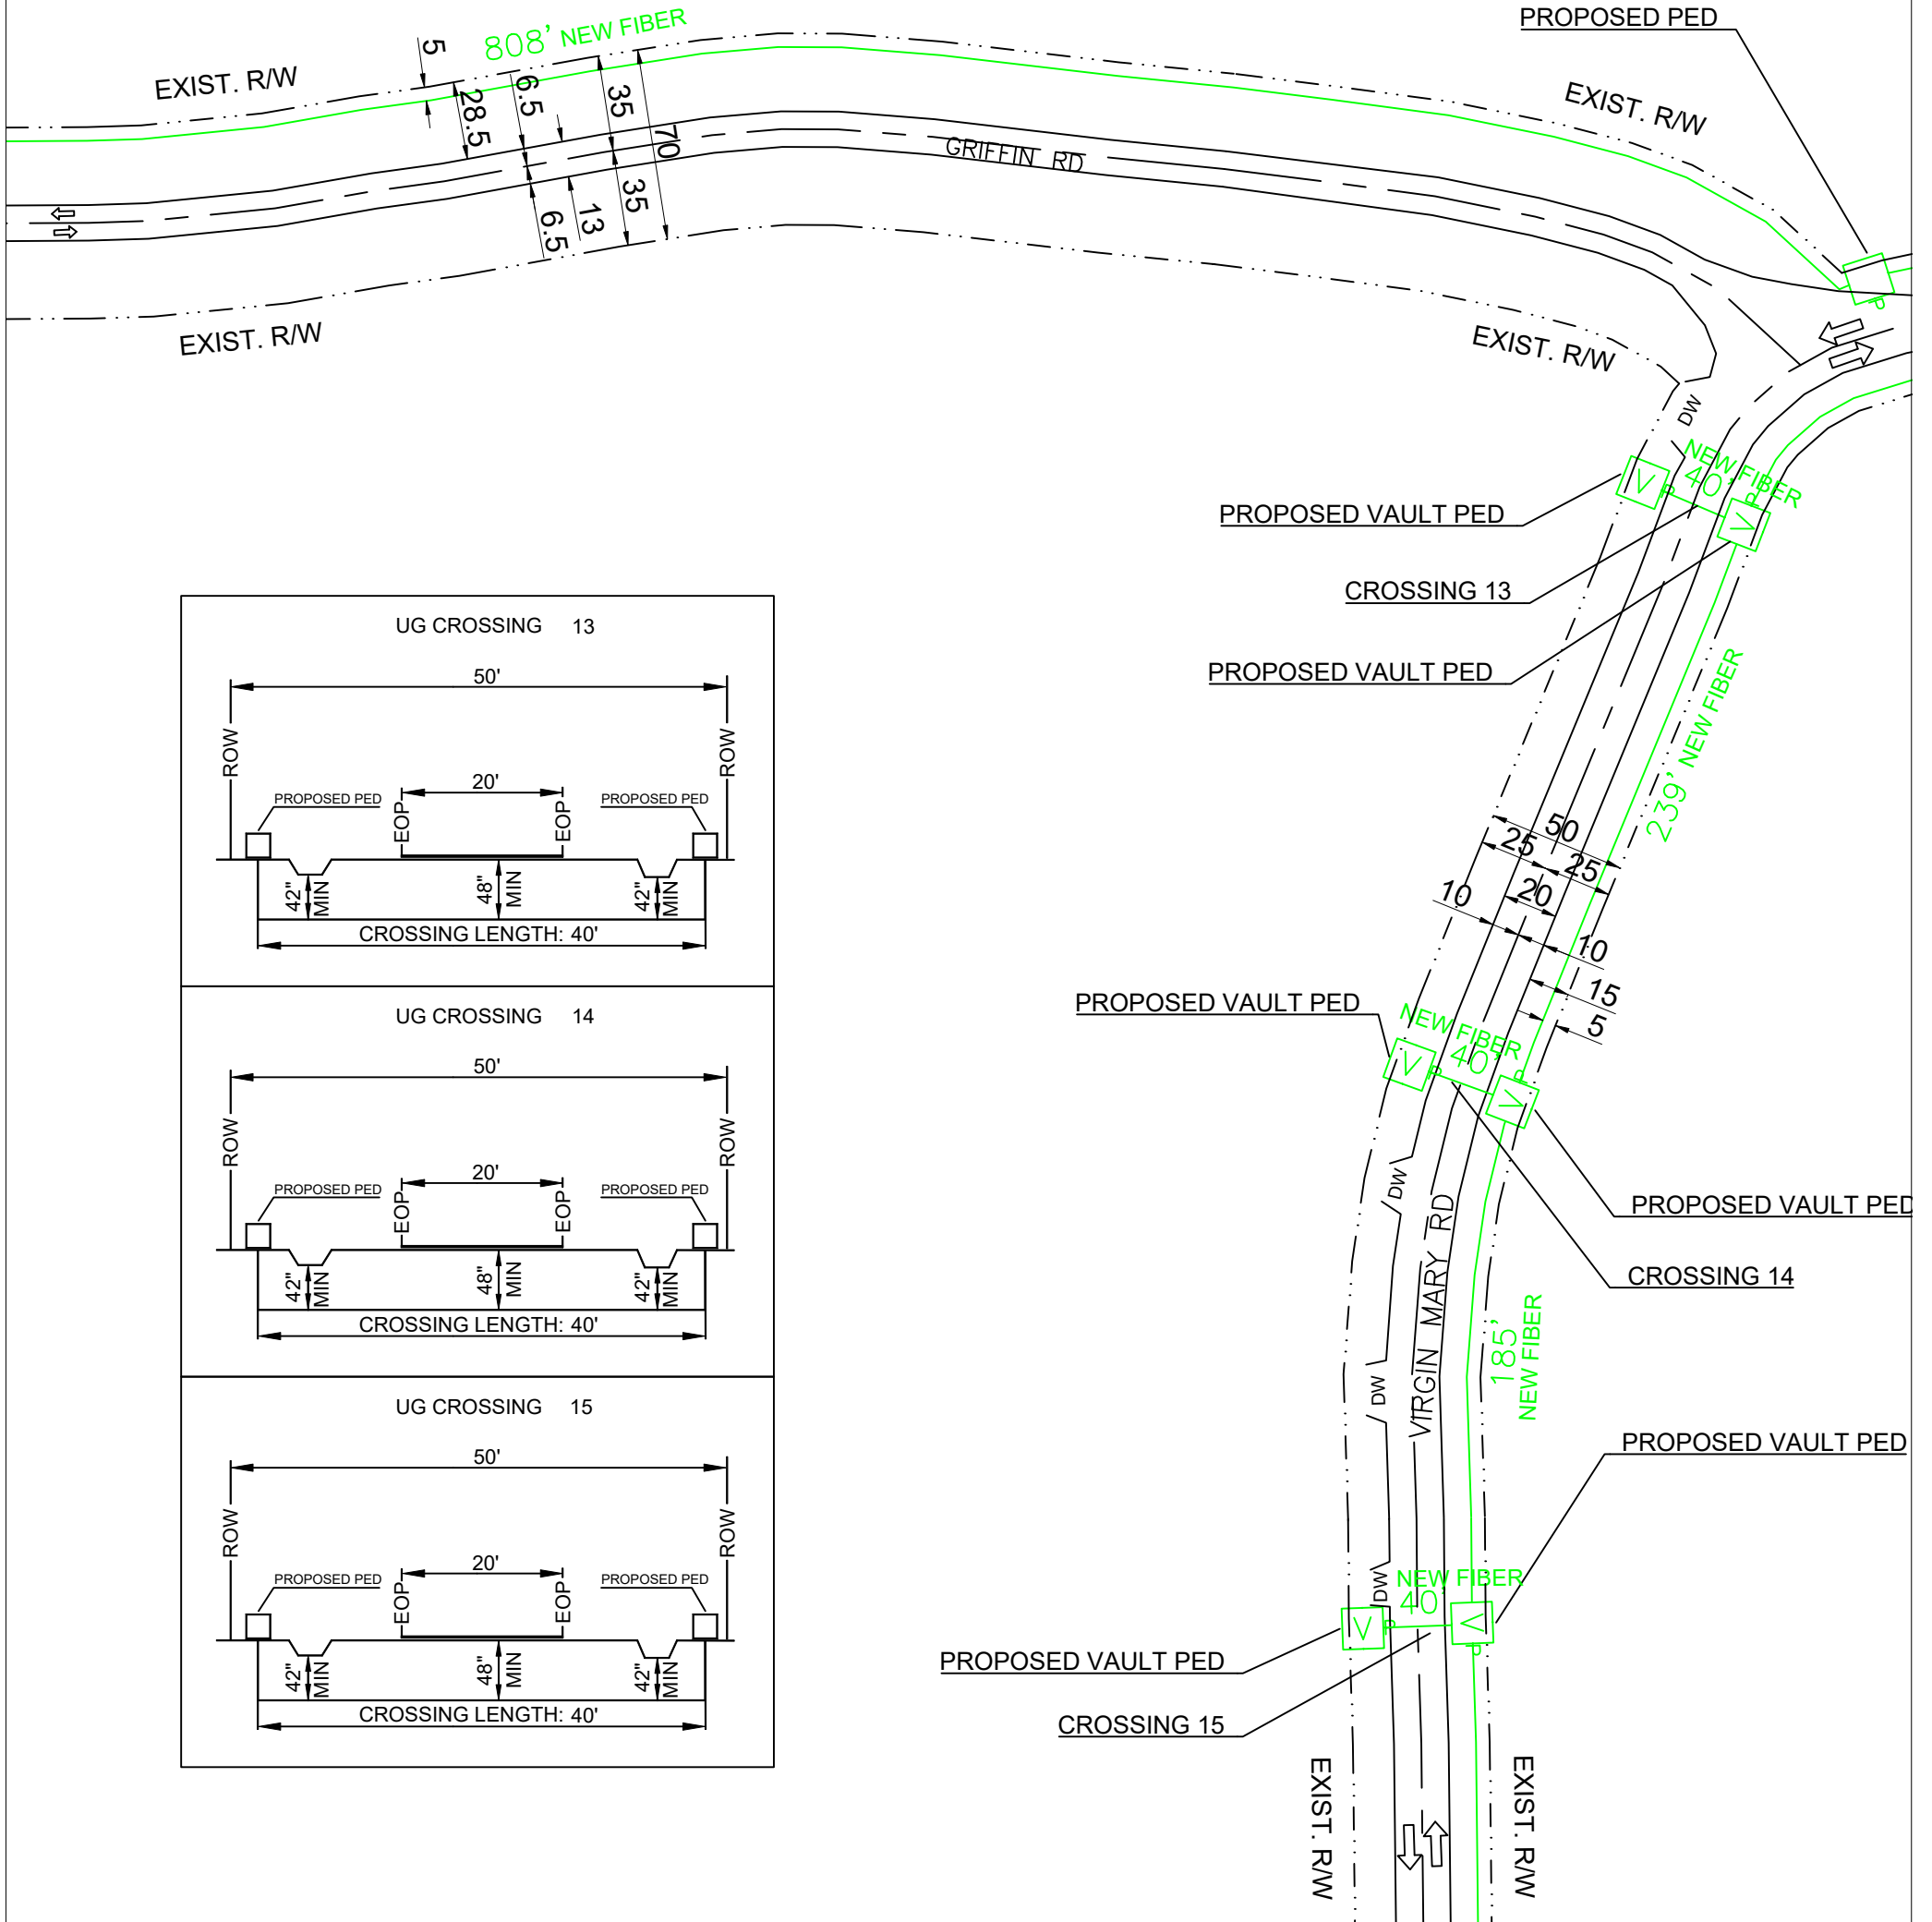 PROPOSED PED
808' NEW FIBER
EXIST. R/W
5
28.5
6.5
35
70
35
13
6.5
GRIFFIN RD
EXIST. R/W
EXIST. R/W
EXIST. R/W
P
DW
NEW FIBER
40'
V
P
P
V
PROPOSED VAULT PED
CROSSING 13
PROPOSED VAULT PED
239' NEW FIBER
50
25
25
20
10
10
15
5
PROPOSED VAULT PED
NEW FIBER
40'
V
P
P
V
DW
PROPOSED VAULT PED
CROSSING 14
VIRGIN MARY RD
185'
NEW FIBER
DW
PROPOSED VAULT PED
DW
NEW FIBER
40'
V
P
V
P
PROPOSED VAULT PED
CROSSING 15
EXIST. R/W
EXIST. R/W
UG CROSSING 13
50'
ROW
ROW
20'
PROPOSED PED
EOP
EOP
PROPOSED PED
42"
MIN
48"
MIN
42"
MIN
CROSSING LENGTH: 40'
UG CROSSING 14
50'
ROW
ROW
20'
PROPOSED PED
EOP
EOP
PROPOSED PED
42"
MIN
48"
MIN
42"
MIN
CROSSING LENGTH: 40'
UG CROSSING 15
50'
ROW
ROW
20'
PROPOSED PED
EOP
EOP
PROPOSED PED
42"
MIN
48"
MIN
42"
MIN
CROSSING LENGTH: 40'